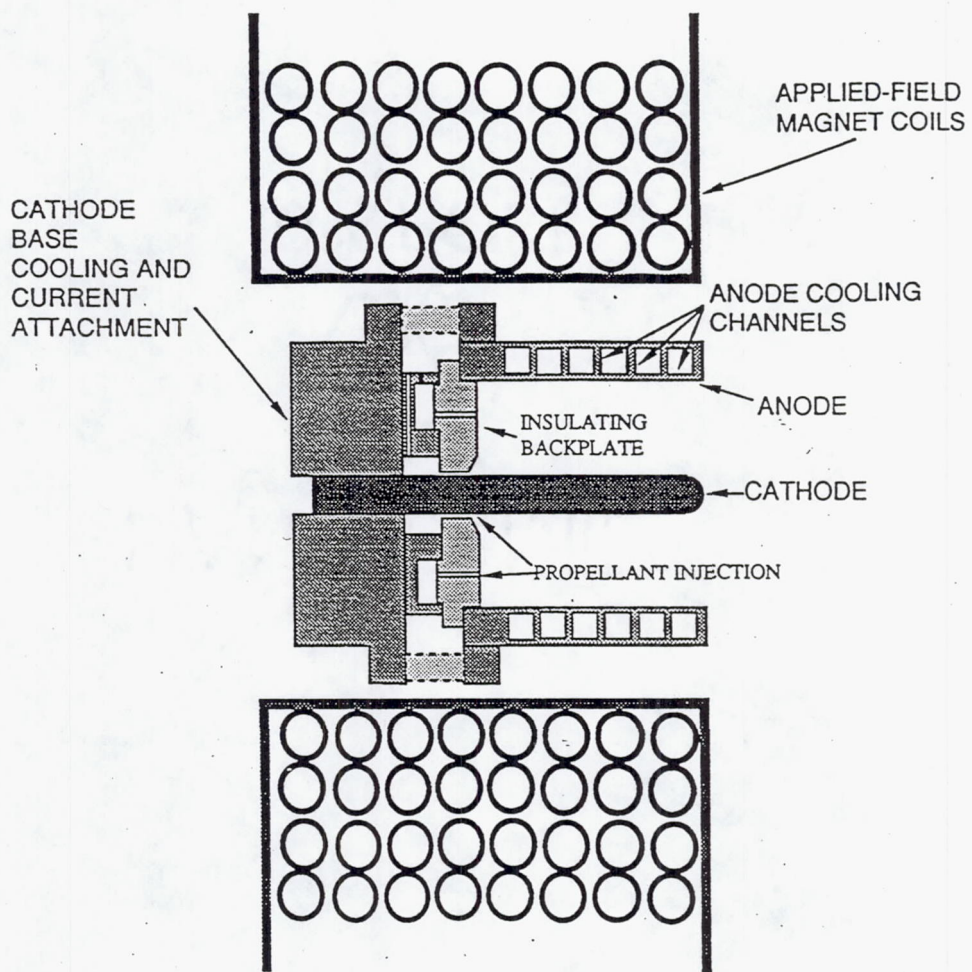 APPLIED-FIELD
MAGNET COILS
CATHODE
BASE
COOLING AND
CURRENT
ATTACHMENT
ANODE COOLING
CHANNELS
ANODE
INSULATING
BACKPLATE
CATHODE
PROPELLANT INJECTION